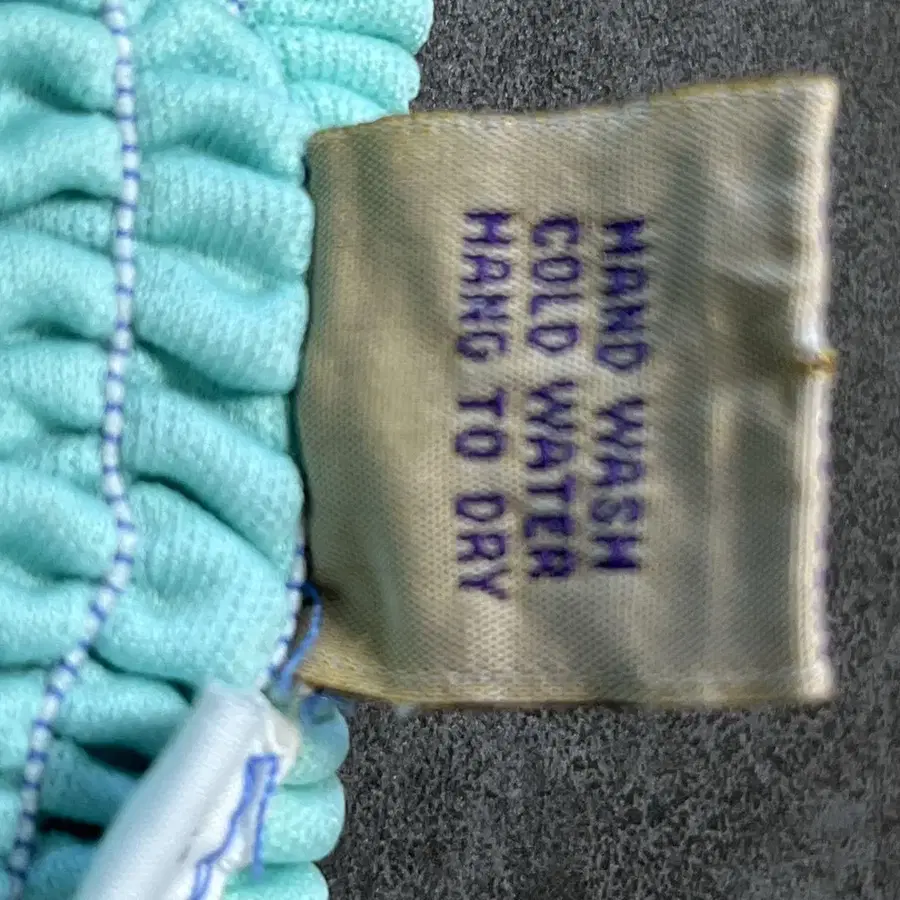 HAND WASH
COLD WATER
HANG TO DRY